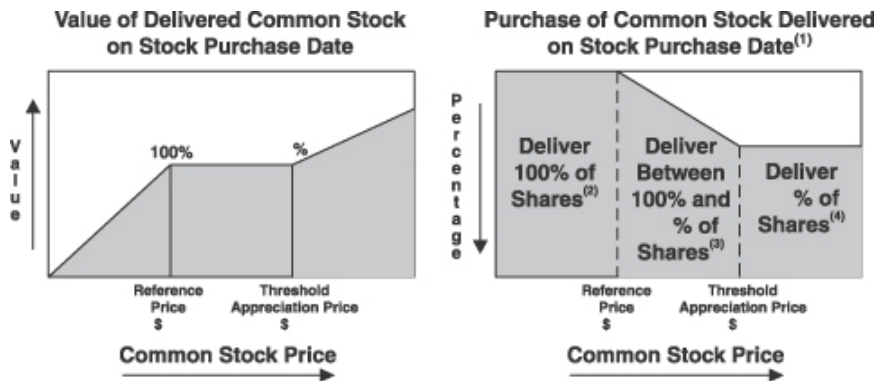 Value of Delivered Common Stock
on Stock Purchase Date
Value
100%
%
Reference
Price
$
Threshold
Appreciation Price
$
Common Stock Price
Purchase of Common Stock Delivered
on Stock Purchase Date(1)
Percentage
Deliver
100% of
Shares(2)
Deliver
Between
100% and
% of
Shares(3)
Deliver
% of
Shares(4)
Reference
Price
$
Threshold
Appreciation Price
$
Common Stock Price